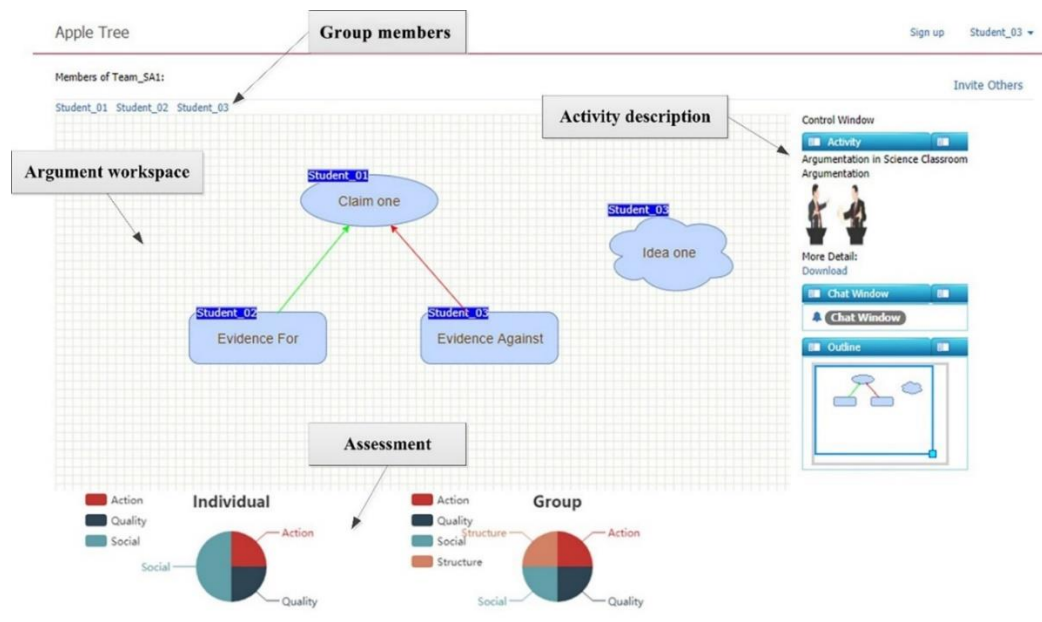 Apple Tree
Group members
Sign up
Student_03
Members of Team_SA1:
Invite Others
Student_01 Student_02 Student_03
Activity description
Control Window
Activity
Argumentation in Science Classroom
Argumentation
More Detail:
Download
Chat Window
Chat Window
Outline
Argument workspace
Student_01
Claim one
Student_03
Idea one
Student_02
Evidence For
Student_03
Evidence Against
Assessment
Individual
Action
Quality
Social
Action
Quality
Social
Group
Action
Quality
Social
Structure
Structure
Action
Social
Quality